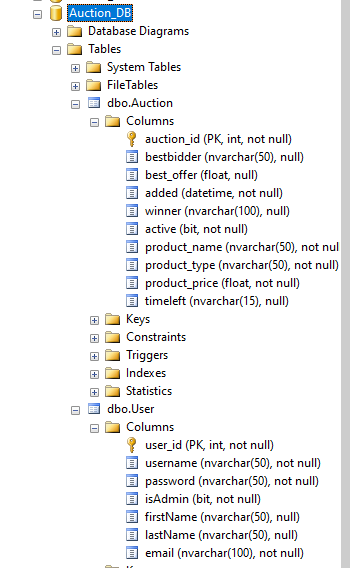 Auction_DB
Database Diagrams
Tables
System Tables
FileTables
dbo.Auction
Columns
auction_id (PK, int, not null)
bestbidder (nvarchar(50), null)
best_offer (float, null)
added (datetime, not null)
winner (nvarchar(100), null)
active (bit, not null)
product_name (nvarchar(50), not nul
product_type (nvarchar(50), not null)
product_price (float, not null)
timeleft (nvarchar(15), null)
Keys
Constraints
Triggers
Indexes
Statistics
dbo.User
Columns
user_id (PK, int, not null)
username (nvarchar(50), not null)
password (nvarchar(50), not null)
isAdmin (bit, not null)
firstName (nvarchar(50), null)
lastName (nvarchar(50), null)
email (nvarchar(100), not null)